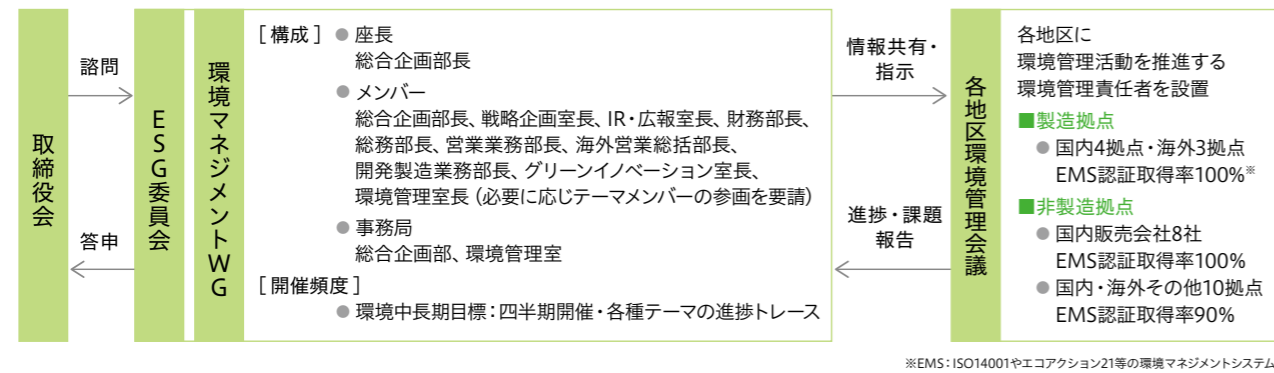 取締役会
諮問
答申
ESG委員会
環境マネジメントWG
[構成] ● 座長
総合企画部長
● メンバー
総合企画部長、戦略企画室長、IR・広報室長、財務部長、
総務部長、営業業務部長、海外営業総括部長、
開発製造業務部長、グリーンイノベーション室長、
環境管理室長（必要に応じテーマメンバーの参画を要請）
● 事務局
総合企画部、環境管理室
[開催頻度]
● 環境中長期目標：四半期開催・各種テーマの進捗トレース
情報共有・
指示
進捗・課題
報告
各地区環境管理会議
各地区に
環境管理活動を推進する
環境管理責任者を設置
■製造拠点
● 国内4拠点・海外3拠点
EMS認証取得率100%※
■非製造拠点
● 国内販売会社8社
EMS認証取得率100%
● 国内・海外その他10拠点
EMS認証取得率90%
※EMS：ISO14001やエコアクション21等の環境マネジメントシステム